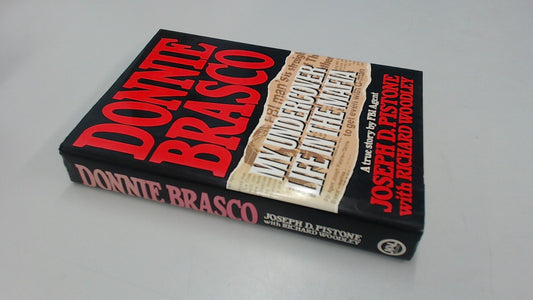 DONNIE
BRASCO
MY UNDERCOVER
LIFE IN THE MAFIA
A true story by FBI Agent
JOSEPH D. PISTONE
with RICHARD WOODLEY
DONNIE BRASCO
JOSEPH D. PISTONE
with RICHARD WOODLEY